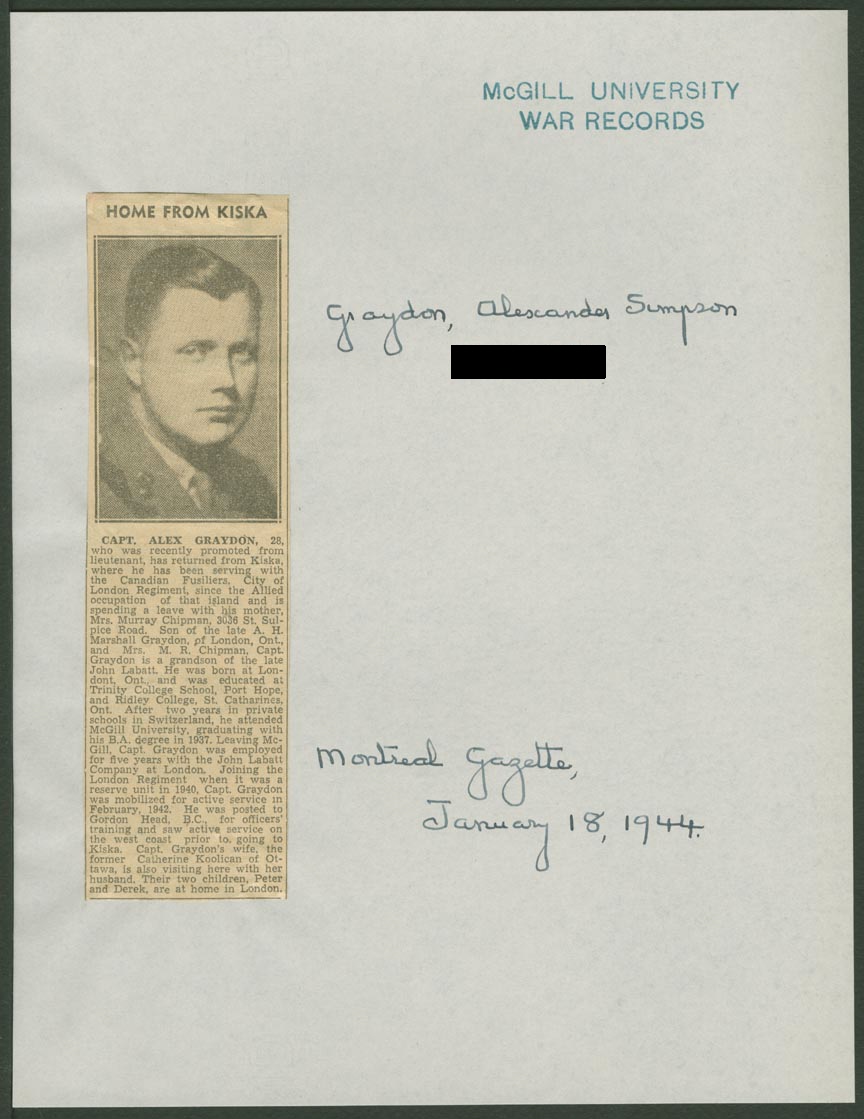 McGILL UNIVERSITY
WAR RECORDS
HOME FROM KISKA
Graydon, Alexander Simpson
CAPT. ALEX GRAYDON, 28,
who was recently promoted from
lieutenant, has returned from Kiska,
where he has been serving with
the Canadian Fusiliers, City of
London Regiment, since the Allied
occupation of that island and is
spending a leave with his mother,
Mrs. Murray Chipman, 3036 St. Sul-
pice Road. Son of the late A. H.
Marshall Graydon, of London, Ont.,
and Mrs. M. R. Chipman, Capt.
Graydon is a grandson of the late
John Labatt. He was born at Lon-
dont, Ont., and was educated at
Trinity College School, Port Hope,
and Ridley College, St. Catharines,
Ont. After two years in private
schools in Switzerland, he attended
McGill University, graduating with
his B.A. degree in 1937. Leaving Mc-
Gill, Capt. Graydon was employed
for five years with the John Labatt
Company at London. Joining the
London Regiment when it was a
reserve unit in 1940, Capt. Graydon
was mobilized for active service in
February, 1942. He was posted to
Gordon Head, B.C., for officers'
training and saw active service on
the west coast prior to going to
Kiska. Capt. Graydon's wife, the
former Catherine Koolican of Ot-
tawa, is also visiting here with her
husband. Their two children, Peter
and Derek, are at home in London.
Montreal Gazette,
January 18, 1944.